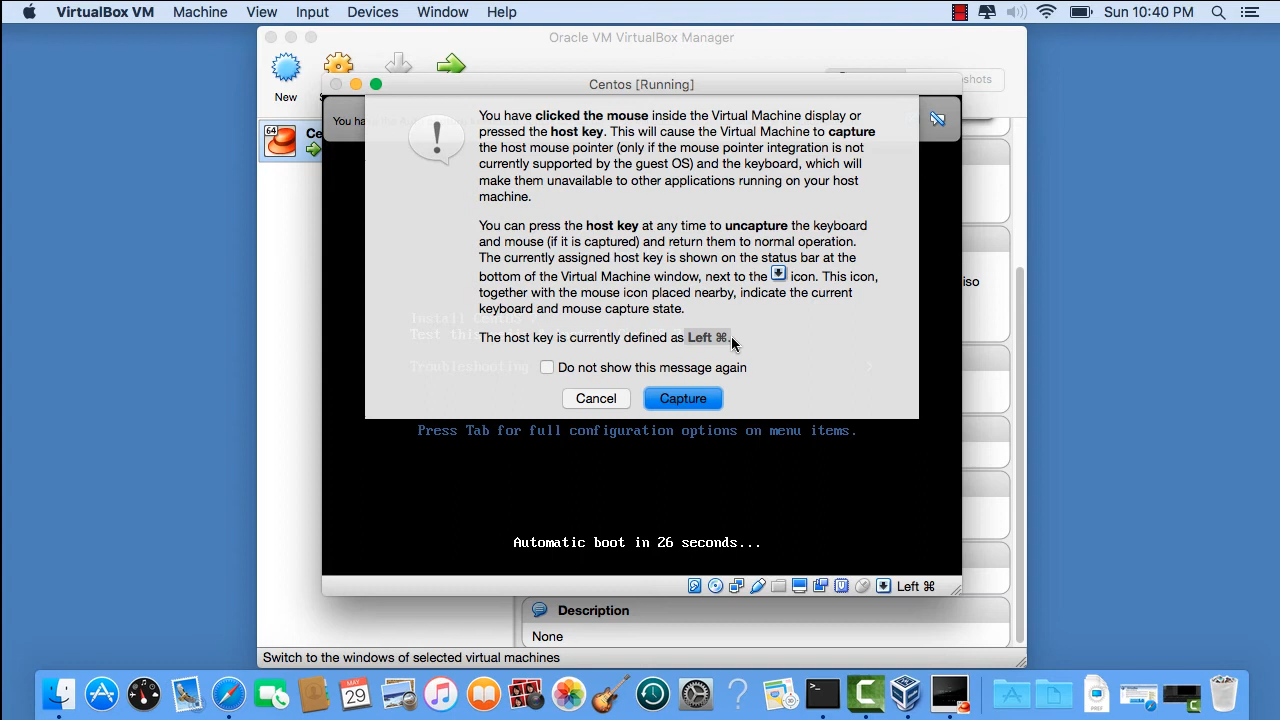 VirtualBox VM Machine View Input Devices Window Help Sun 10:40 PM
Oracle VM VirtualBox Manager
New
Centos [Running]
64
Ce
You have
You have clicked the mouse inside the Virtual Machine display or
pressed the host key. This will cause the Virtual Machine to capture
the host mouse pointer (only if the mouse pointer integration is not
currently supported by the guest OS) and the keyboard, which will
make them unavailable to other applications running on your host
machine.
You can press the host key at any time to uncapture the keyboard
and mouse (if it is captured) and return them to normal operation.
The currently assigned host key is shown on the status bar at the
bottom of the Virtual Machine window, next to the icon. This icon,
together with the mouse icon placed nearby, indicate the current
keyboard and mouse capture state.
iso
Install
Test this
The host key is currently defined as Left ⌘.
Troubleshooting
Do not show this message again
Cancel Capture
Press Tab for full configuration options on menu items.
Automatic boot in 26 seconds...
Left ⌘
Description
None
Switch to the windows of selected virtual machines
MAY
29